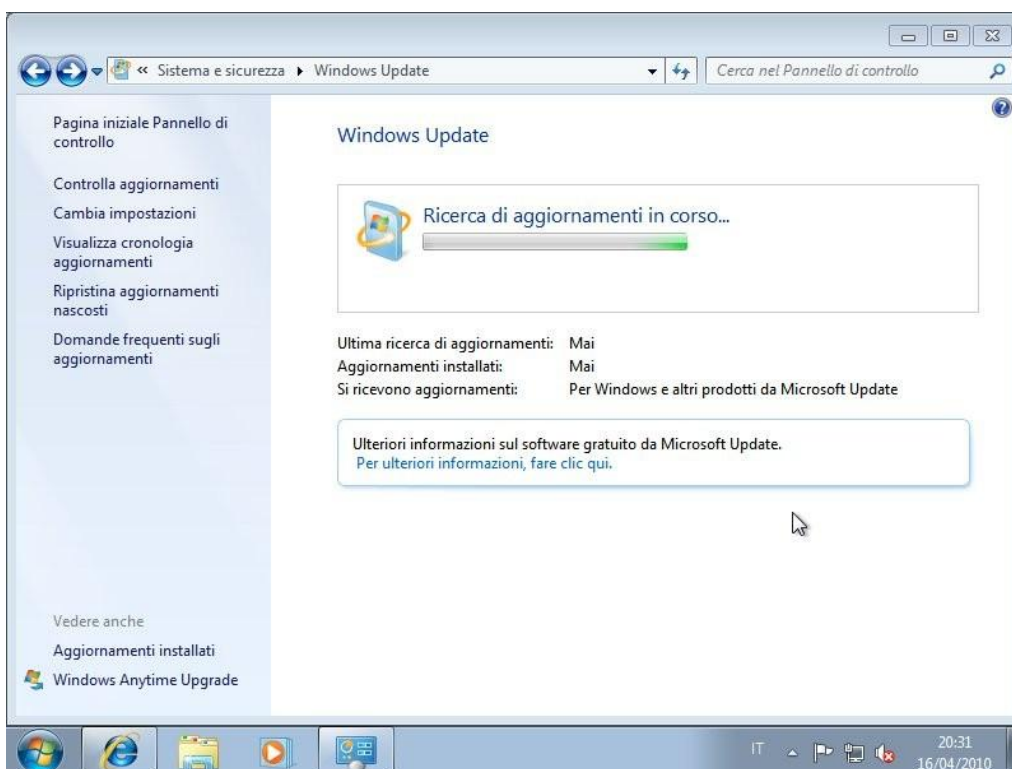 « Sistema e sicurezza ▸ Windows Update
Cerca nel Pannello di controllo
Pagina iniziale Pannello di
controllo
Controlla aggiornamenti
Cambia impostazioni
Visualizza cronologia
aggiornamenti
Ripristina aggiornamenti
nascosti
Domande frequenti sugli
aggiornamenti
Vedere anche
Aggiornamenti installati
Windows Anytime Upgrade
Windows Update
Ricerca di aggiornamenti in corso...
Ultima ricerca di aggiornamenti: Mai
Aggiornamenti installati: Mai
Si ricevono aggiornamenti: Per Windows e altri prodotti da Microsoft Update
Ulteriori informazioni sul software gratuito da Microsoft Update.
Per ulteriori informazioni, fare clic qui.
IT
20:31
16/04/2010